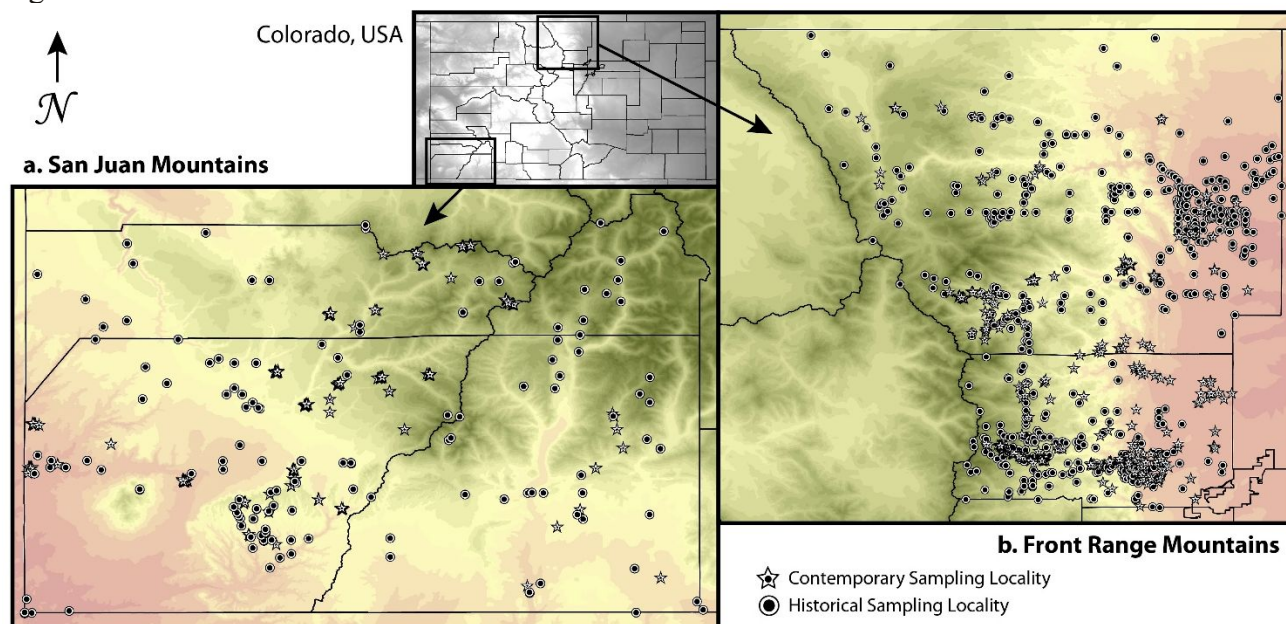 Colorado, USA
N
a. San Juan Mountains
b. Front Range Mountains
Contemporary Sampling Locality
Historical Sampling Locality